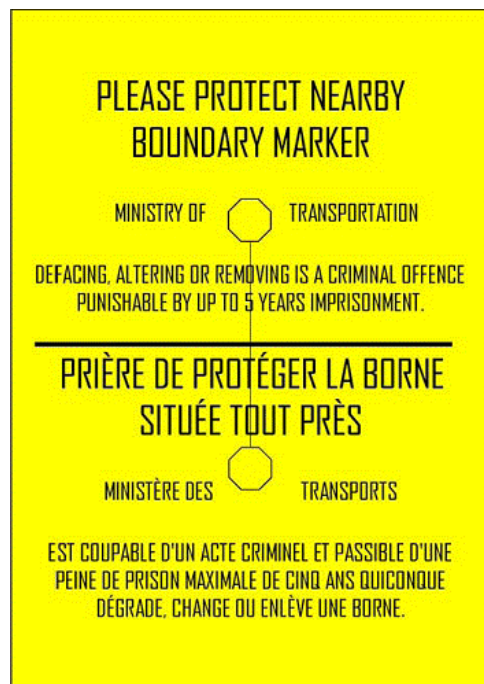 PLEASE PROTECT NEARBY
BOUNDARY MARKER
MINISTRY OF TRANSPORTATION
DEFACING, ALTERING OR REMOVING IS A CRIMINAL OFFENCE
PUNISHABLE BY UP TO 5 YEARS IMPRISONMENT.
PRIÈRE DE PROTÉGER LA BORNE
SITUÉE TOUT PRÈS
MINISTÈRE DES TRANSPORTS
EST COUPABLE D'UN ACTE CRIMINEL ET PASSIBLE D'UNE
PEINE DE PRISON MAXIMALE DE CINQ ANS QUICONQUE
DÉGRADE, CHANGE OU ENLÈVE UNE BORNE.